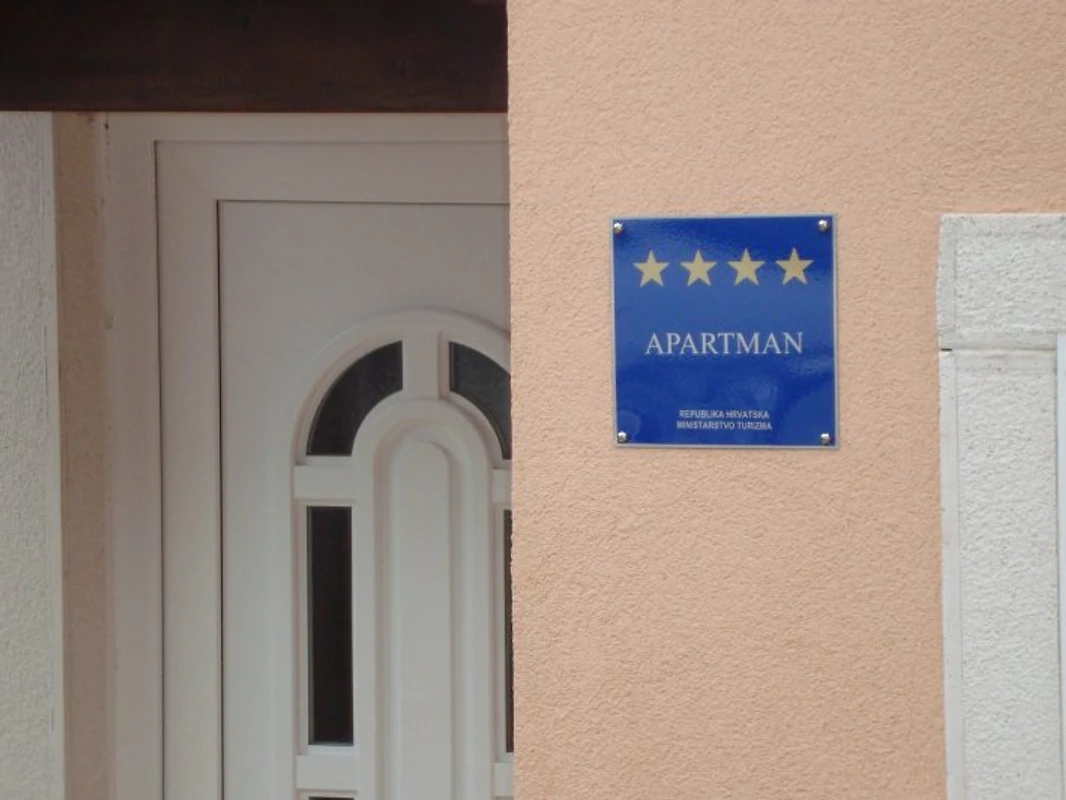 APARTMAN
REPUBLIKA HRVATSKA
MINISTARSTVO TURIZMA